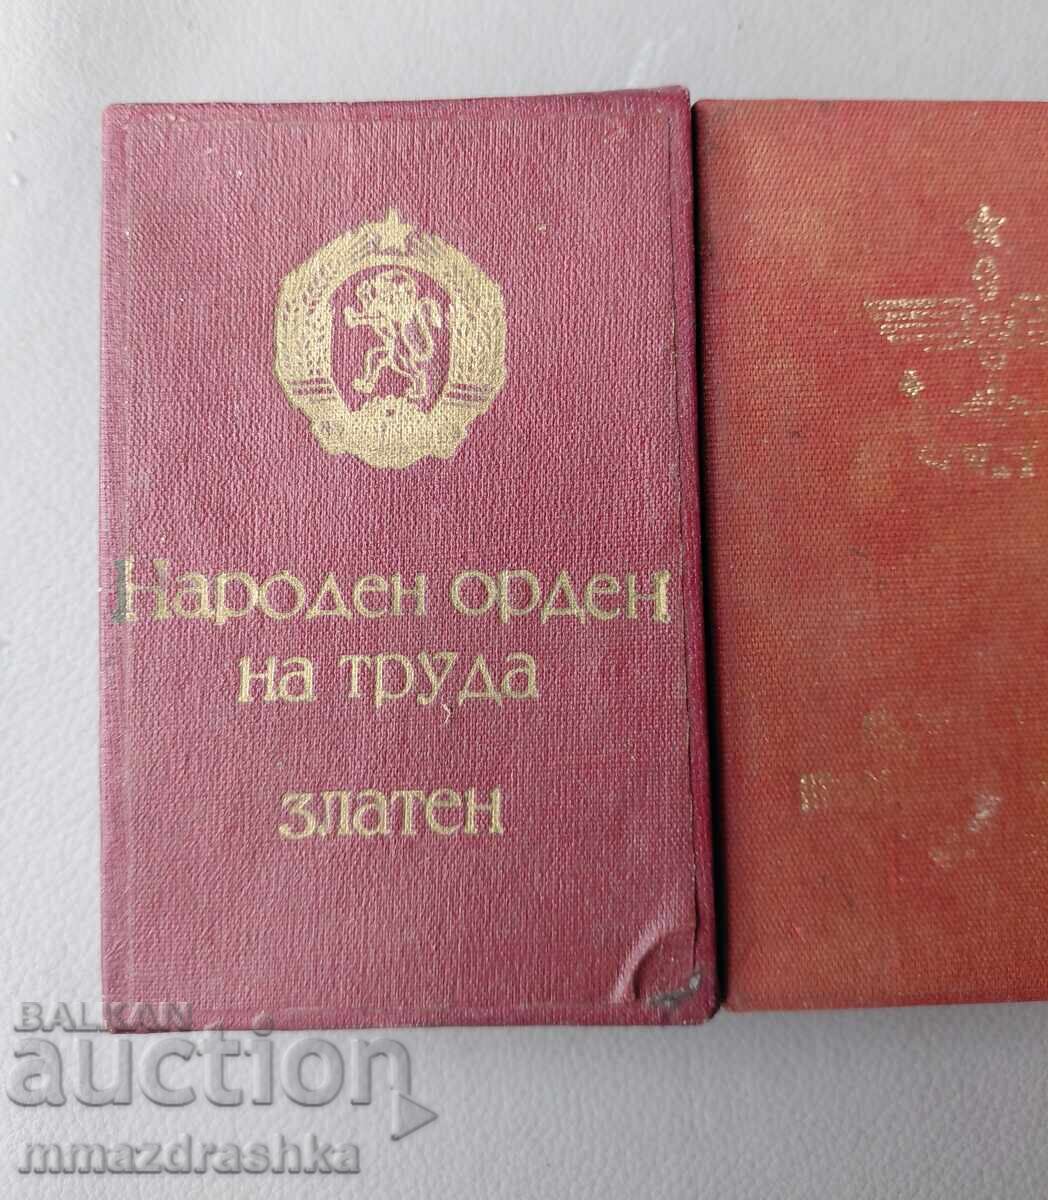 Народен орден
на труда
златен
BALKAN
auction
mmazdrashka